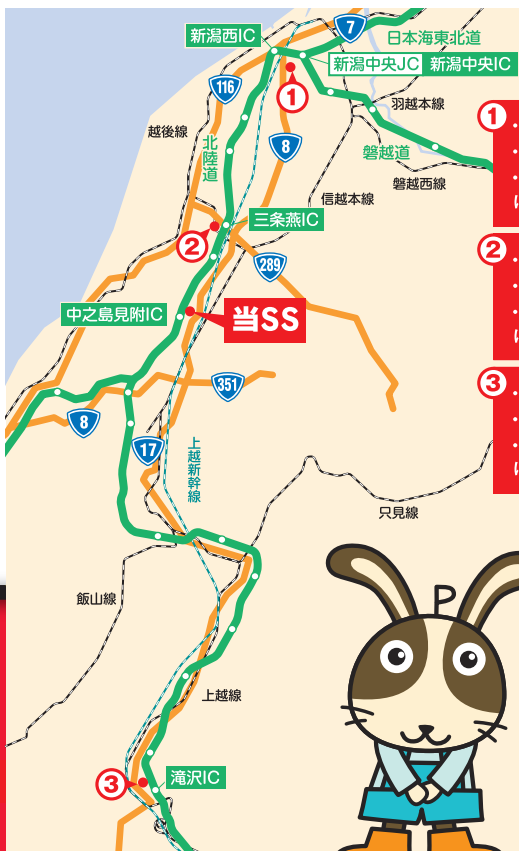 7
日本海東北道
新潟西IC
新潟中央JC
新潟中央IC
116
1
羽越本線
1
越後線
北陸道
8
磐越道
磐越西線
信越本線
三条燕IC
2
2
289
中之島見附IC
当SS
351
3
8
17
上越新幹線
只見線
飯山線
P
上越線
3
滝沢IC